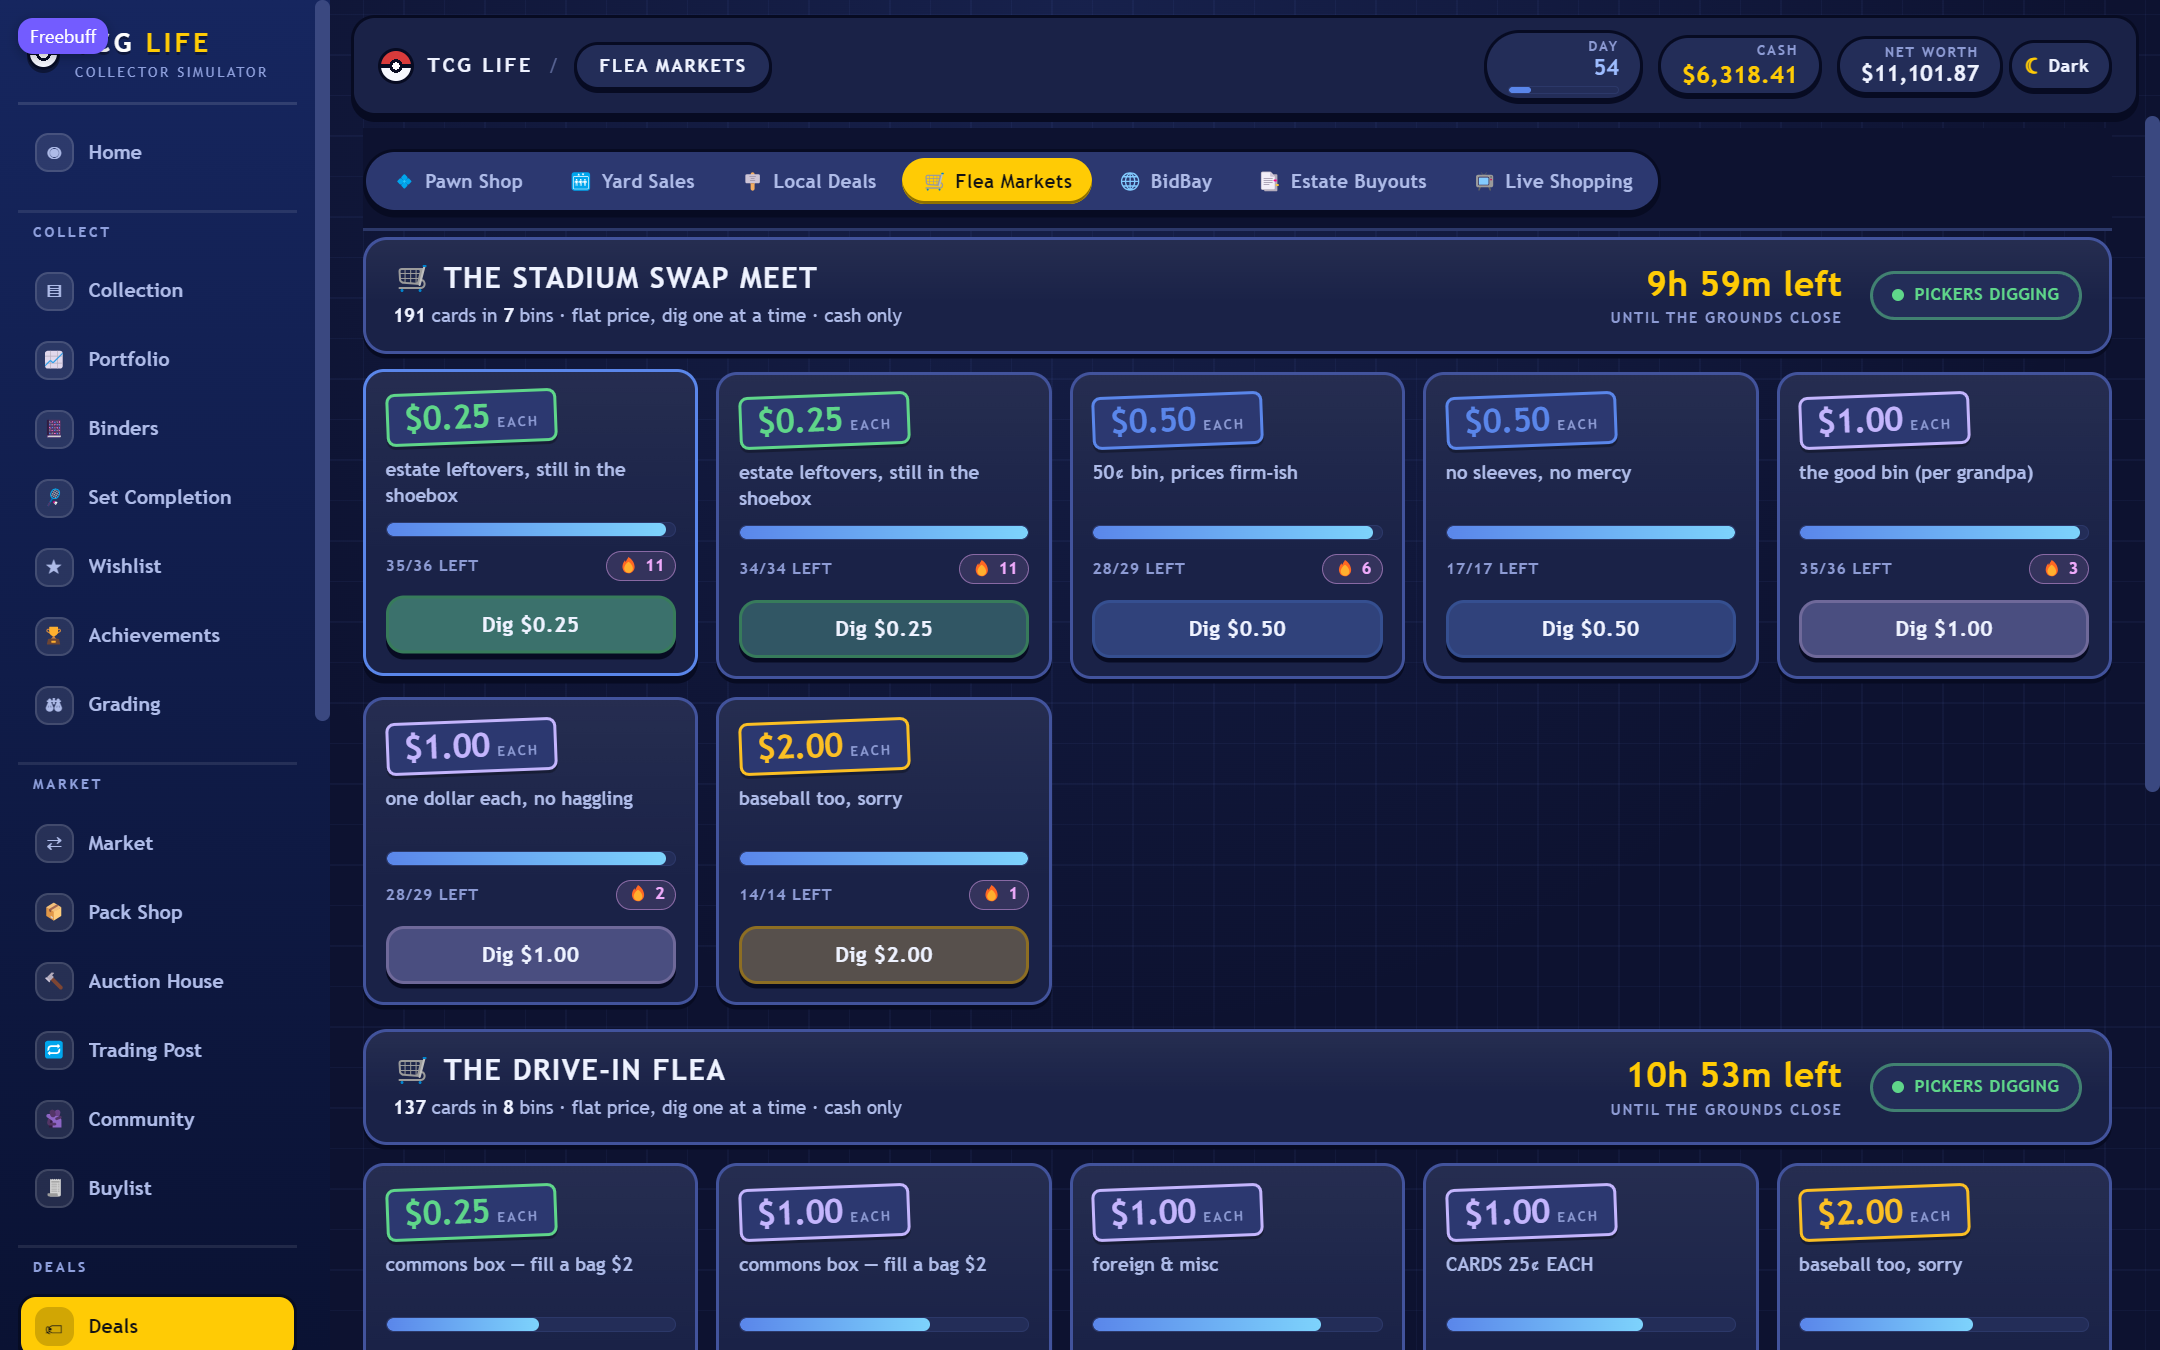 Freebuff
CG LIFE
COLLECTOR SIMULATOR
Home
COLLECT
Collection
Portfolio
Binders
Set Completion
Wishlist
Achievements
Grading
MARKET
Market
Pack Shop
Auction House
Trading Post
Community
Buylist
DEALS
Deals
TCG LIFE / FLEA MARKETS
DAY
54
CASH
$6,318.41
NET WORTH
$11,101.87
Dark
Pawn Shop Yard Sales Local Deals Flea Markets BidBay Estate Buyouts Live Shopping
THE STADIUM SWAP MEET
191 cards in 7 bins · flat price, dig one at a time · cash only
9h 59m left
UNTIL THE GROUNDS CLOSE
PICKERS DIGGING
$0.25 EACH
estate leftovers, still in the
shoebox
35/36 LEFT
11
Dig $0.25
$0.25 EACH
estate leftovers, still in the
shoebox
34/34 LEFT
11
Dig $0.25
$0.50 EACH
50¢ bin, prices firm-ish
28/29 LEFT
6
Dig $0.50
$0.50 EACH
no sleeves, no mercy
17/17 LEFT
Dig $0.50
$1.00 EACH
the good bin (per grandpa)
35/36 LEFT
3
Dig $1.00
$1.00 EACH
one dollar each, no haggling
28/29 LEFT
2
Dig $1.00
$2.00 EACH
baseball too, sorry
14/14 LEFT
1
Dig $2.00
THE DRIVE-IN FLEA
137 cards in 8 bins · flat price, dig one at a time · cash only
10h 53m left
UNTIL THE GROUNDS CLOSE
PICKERS DIGGING
$0.25 EACH
commons box — fill a bag $2
$1.00 EACH
commons box — fill a bag $2
$1.00 EACH
foreign & misc
$1.00 EACH
CARDS 25¢ EACH
$2.00 EACH
baseball too, sorry